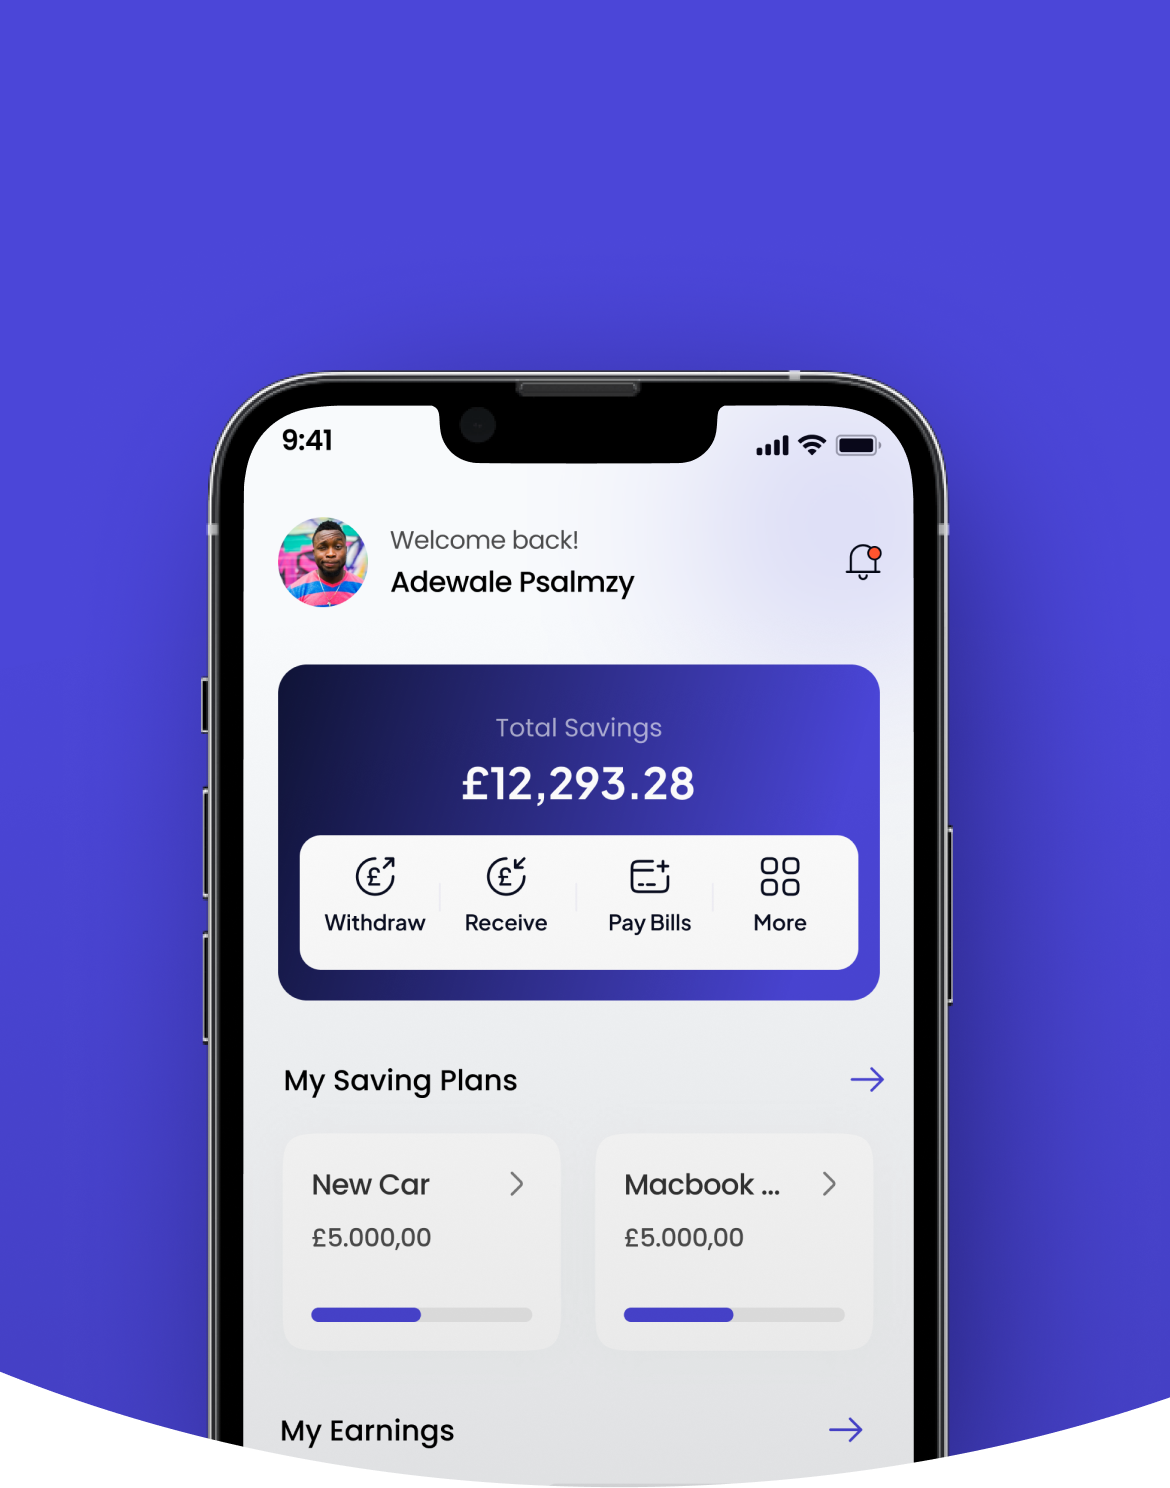 9:41
Welcome back!
Adewale Psalmzy
Total Savings
£12,293.28
Withdraw
Receive
Pay Bills
More
My Saving Plans
New Car
Macbook ...
£5.000,00
£5.000,00
My Earnings